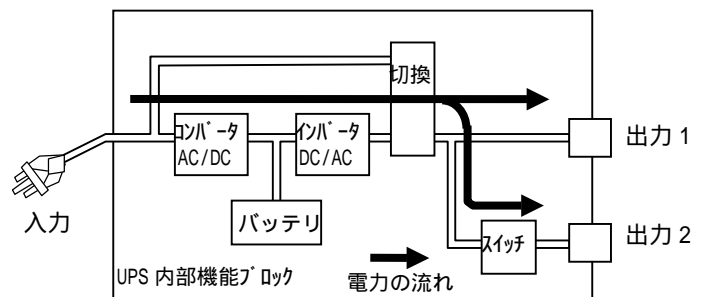 切換
コンバータ
AC/DC
インバータ
DC/AC
出力 1
入力
バッテリ
スイッチ
出力 2
UPS 内部機能ブロック
電力の流れ